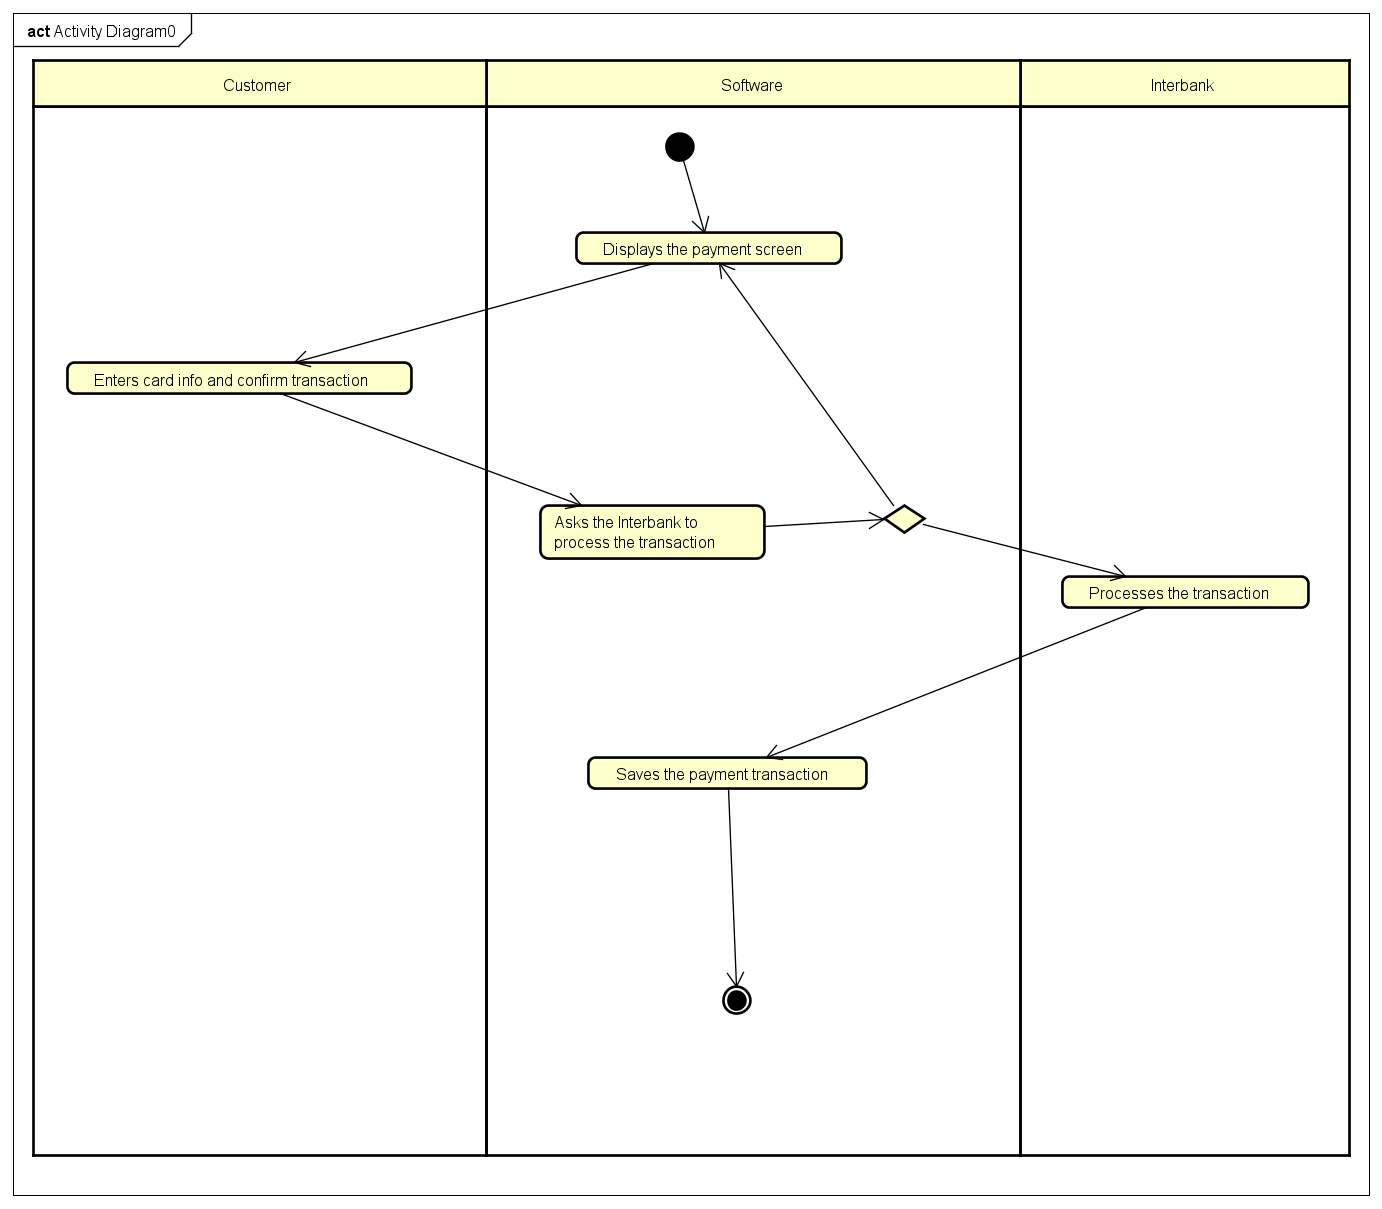 act Activity Diagram0
Customer
Software
Interbank
Displays the payment screen
Enters card info and confirm transaction
Asks the Interbank to
process the transaction
Processes the transaction
Saves the payment transaction